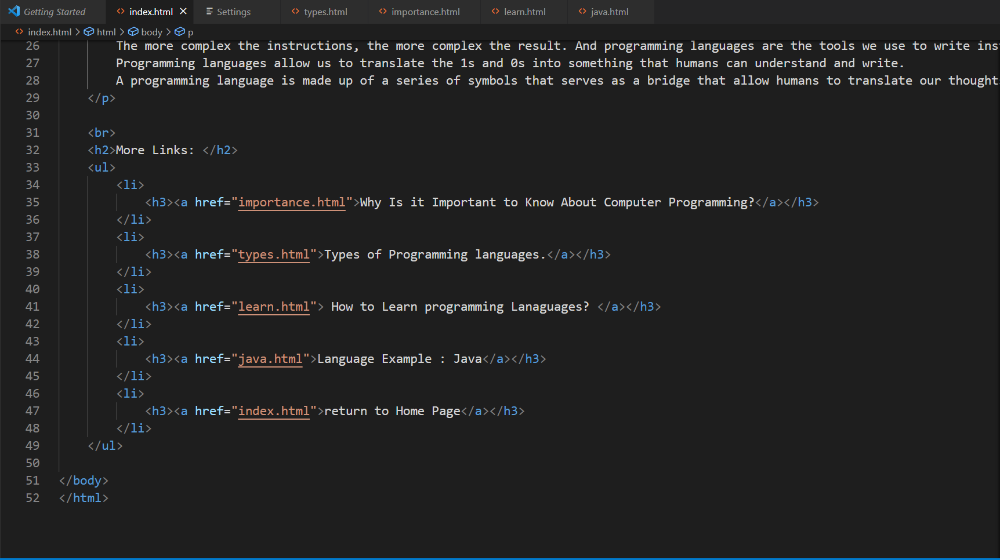 Getting Started index.html Settings types.html importance.html learn.html java.html
index.html > html > body > p
26 The more complex the instructions, the more complex the result. And programming languages are the tools we use to write ins
27 Programming languages allow us to translate the 1s and 0s into something that humans can understand and write.
28 A programming language is made up of a series of symbols that serves as a bridge that allow humans to translate our thought
29 </p>
30
31 <br>
32 <h2>More Links: </h2>
33 <ul>
34 <li>
35 <h3><a href="importance.html">Why Is it Important to Know About Computer Programming?</a></h3>
36 </li>
37 <li>
38 <h3><a href="types.html">Types of Programming languages.</a></h3>
39 </li>
40 <li>
41 <h3><a href="learn.html"> How to Learn programming Lanaguages? </a></h3>
42 </li>
43 <li>
44 <h3><a href="java.html">Language Example : Java</a></h3>
45 </li>
46 <li>
47 <h3><a href="index.html">return to Home Page</a></h3>
48 </li>
49 </ul>
50
51 </body>
52 </html>